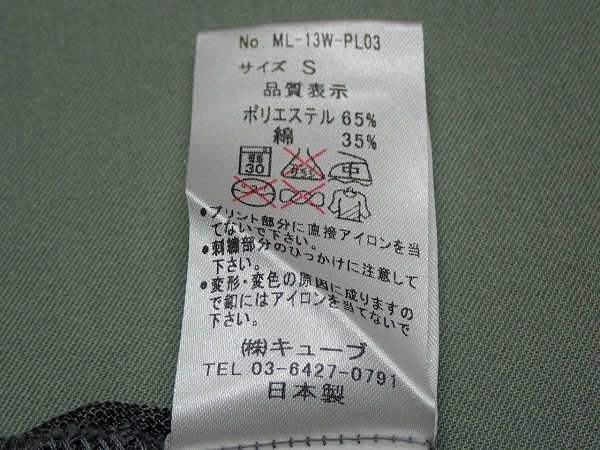 No. ML-13W-PL03
サイズ S
品質表示
ポリエステル 65%
綿 35%
30 中
•プリント部分に直接アイロンを当
てないで下さい。
•刺繍部分のひっかけに注意して
下さい。
•変形・変色の原因に成りますの
で釦にはアイロンを当てないで
下さい。
㈱キューブ
TEL 03-6427-0791
日本製